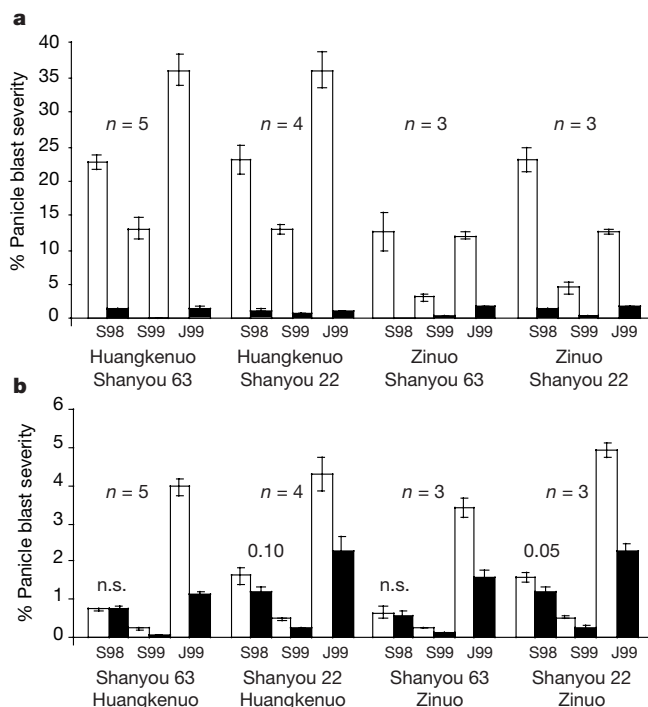 a
% Panicle blast severity
40
35
30
25
20
15
10
5
0
n = 5
n = 4
n = 3
n = 3
S98 S99 J99 S98 S99 J99 S98 S99 J99 S98 S99 J99
Huangkenuo Huangkenuo Zinuo Zinuo
Shanyou 63 Shanyou 22 Shanyou 63 Shanyou 22
b
% Panicle blast severity
6
5
4
3
2
1
0
n = 5
n = 4
n = 3
n = 3
n.s.
0.10
n.s.
0.05
S98 S99 J99 S98 S99 J99 S98 S99 J99 S98 S99 J99
Shanyou 63 Shanyou 22 Shanyou 63 Shanyou 22
Huangkenuo Huangkenuo Zinuo Zinuo